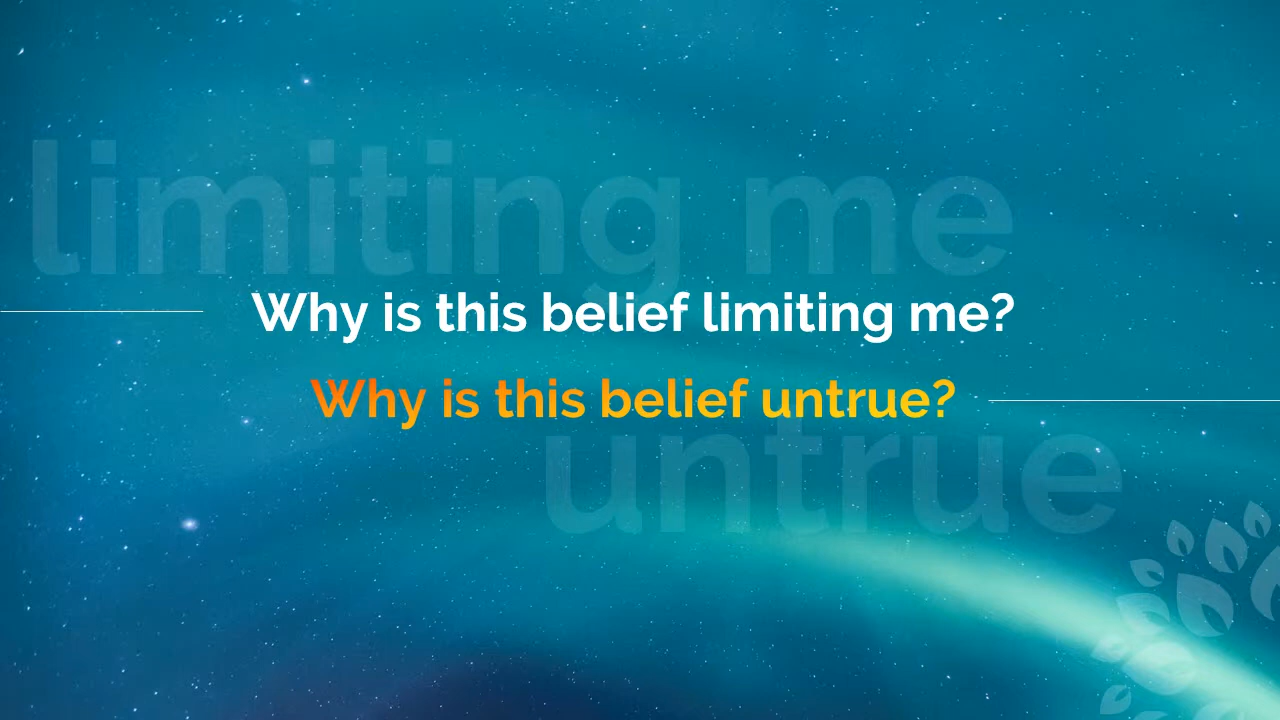 limiting me
Why is this belief limiting me?
Why is this belief untrue?
untrue